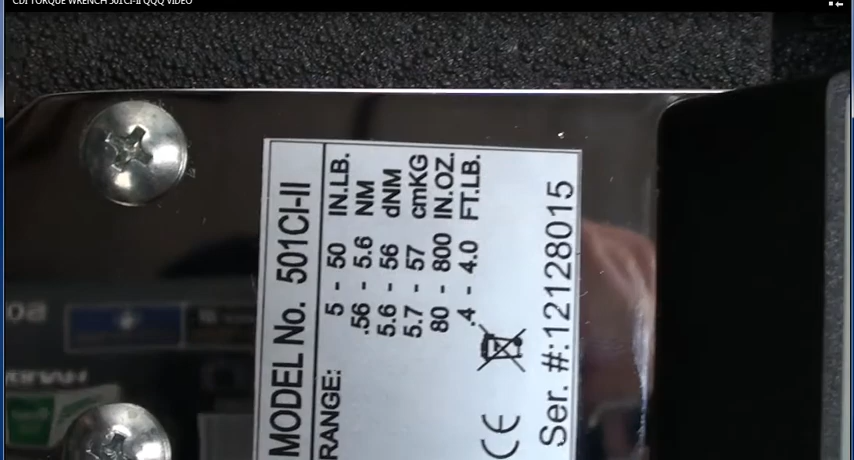 CDI TORQUE WRENCH 501CI-II QQQ VIDEO
MODEL No. 501CI-II
RANGE: 5 - 50 IN.LB.
.56 - 5.6 NM
5.6 - 56 dNM
5.7 - 57 cmKG
80 - 800 IN.OZ.
.4 - 4.0 FT.LB.
CE
Ser. #:12128015